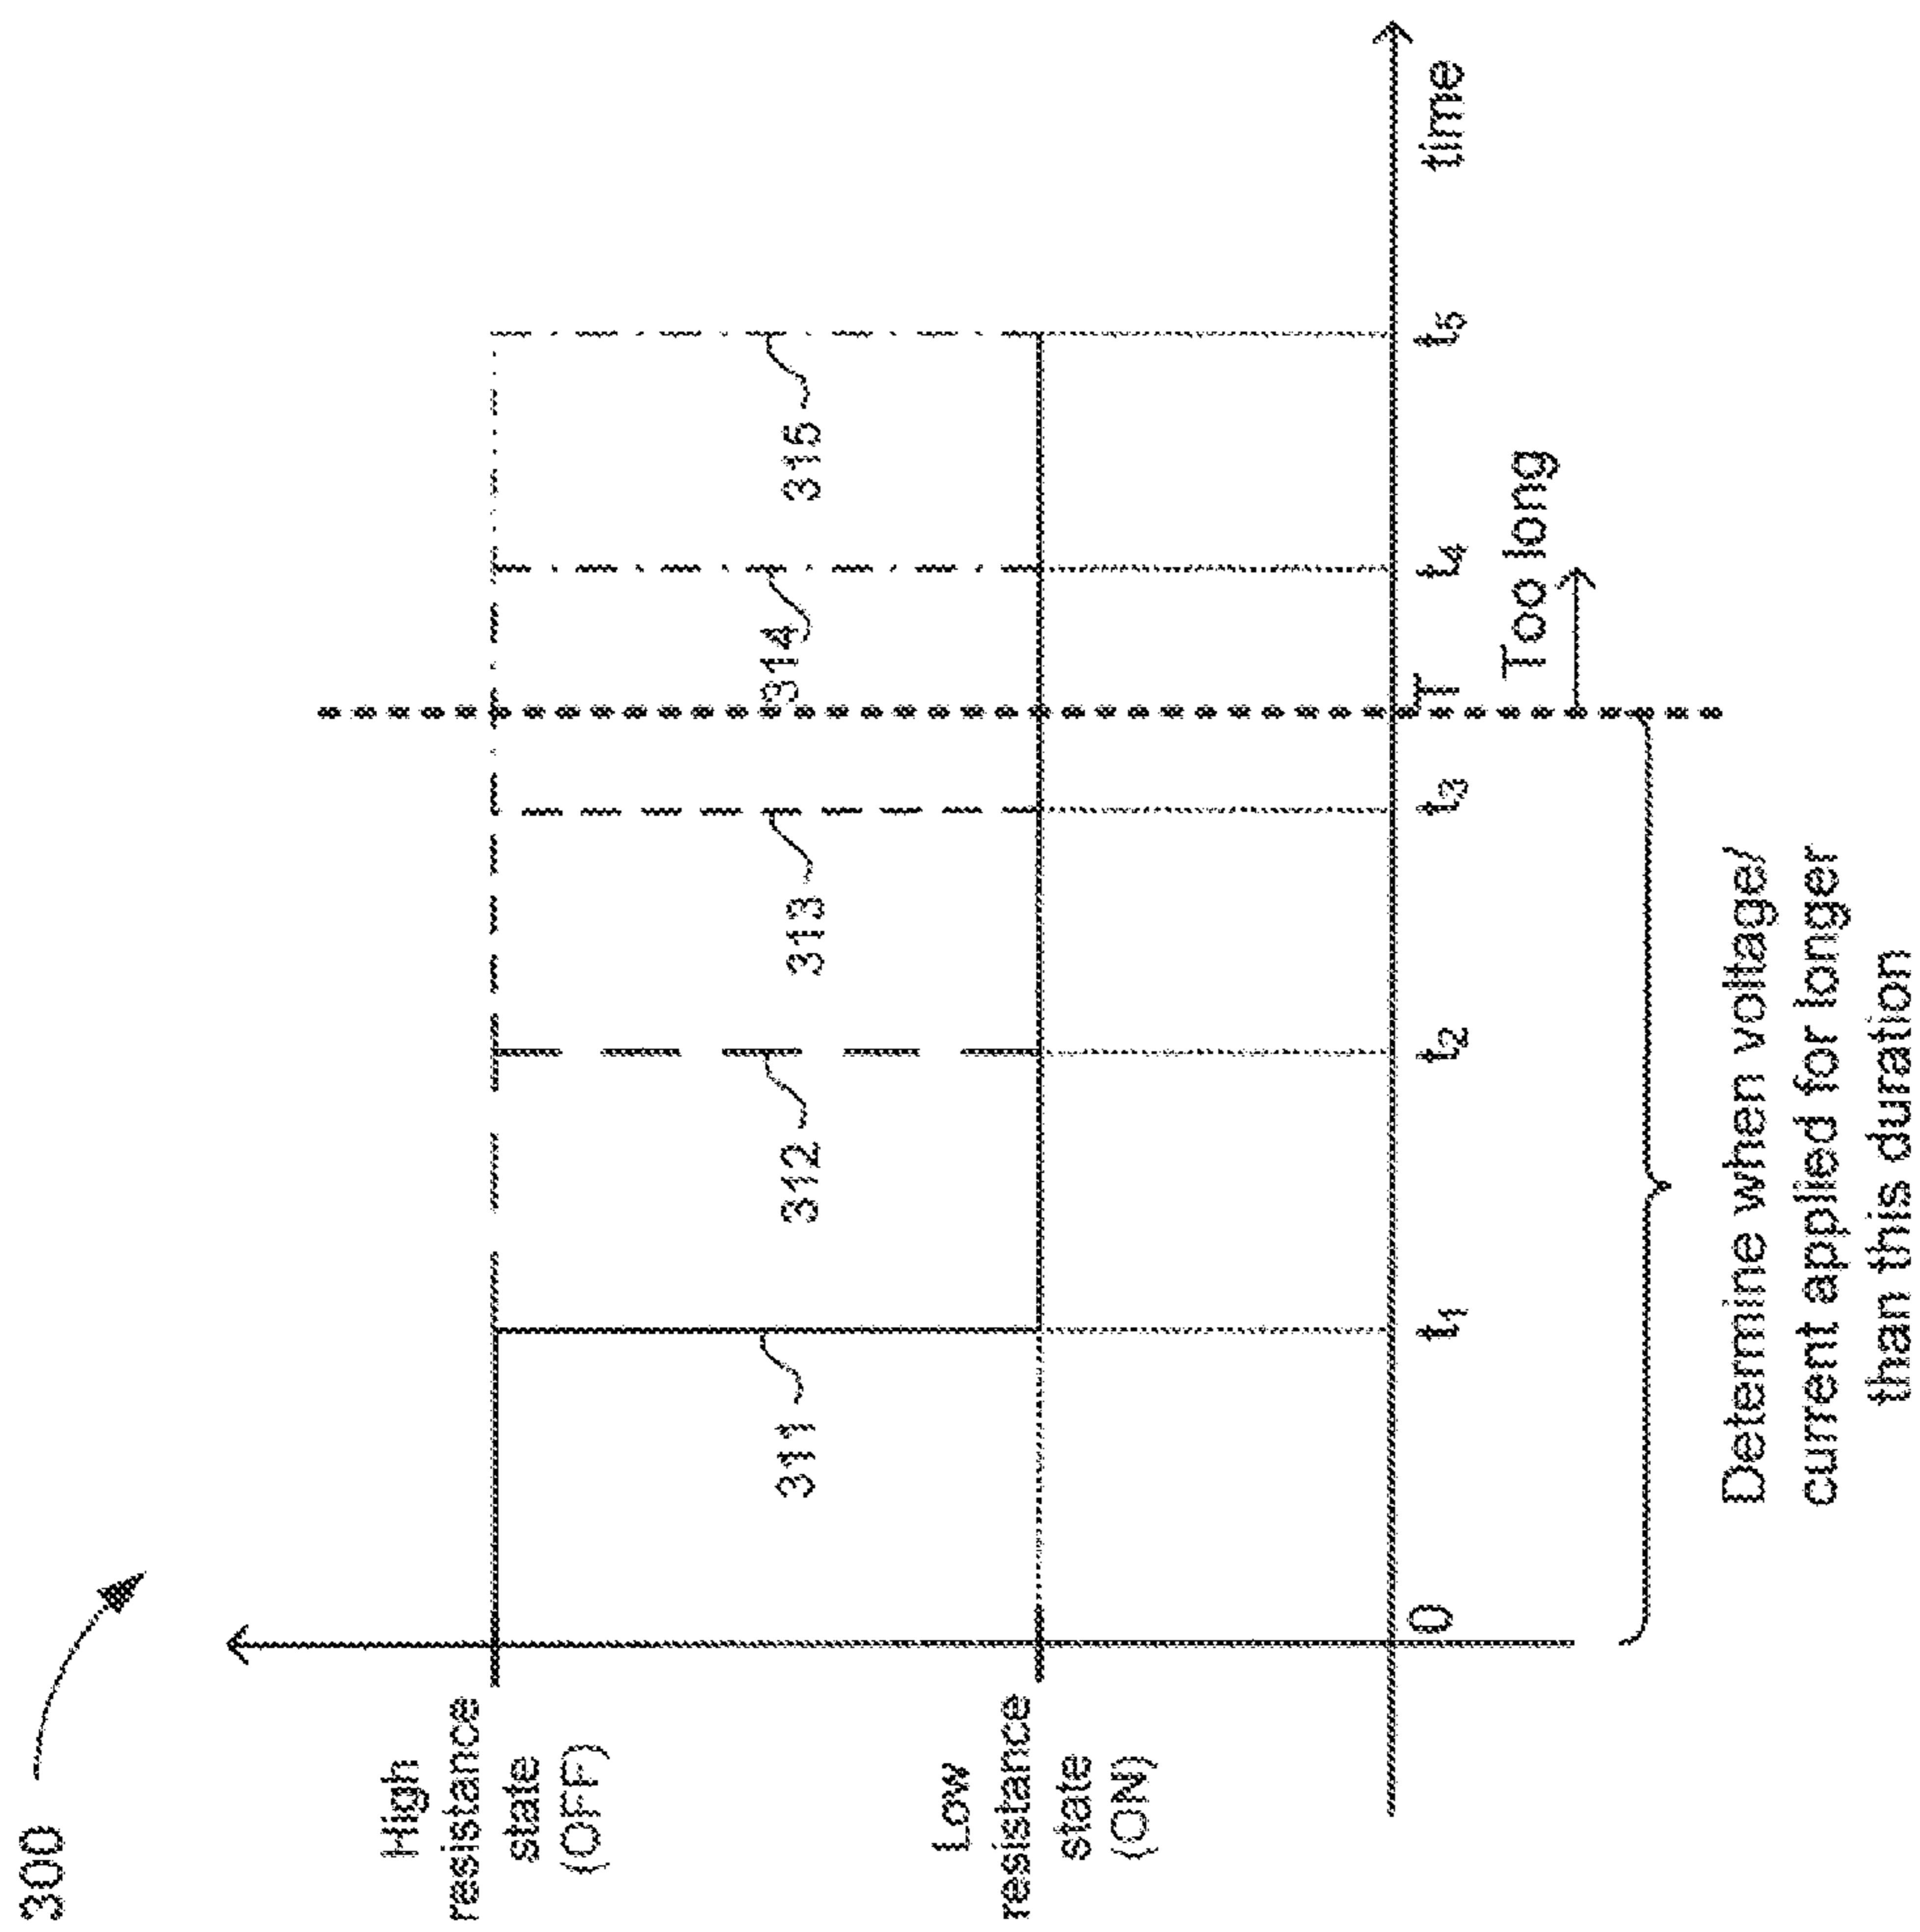 300
High
resistance
state
(OFF)
Low
resistance
state
(ON)
311
312
313
314
315
0
t1
t2
t3
T
t4
t5
time
Too long
Determine when voltage/
current applied for longer
than this duration